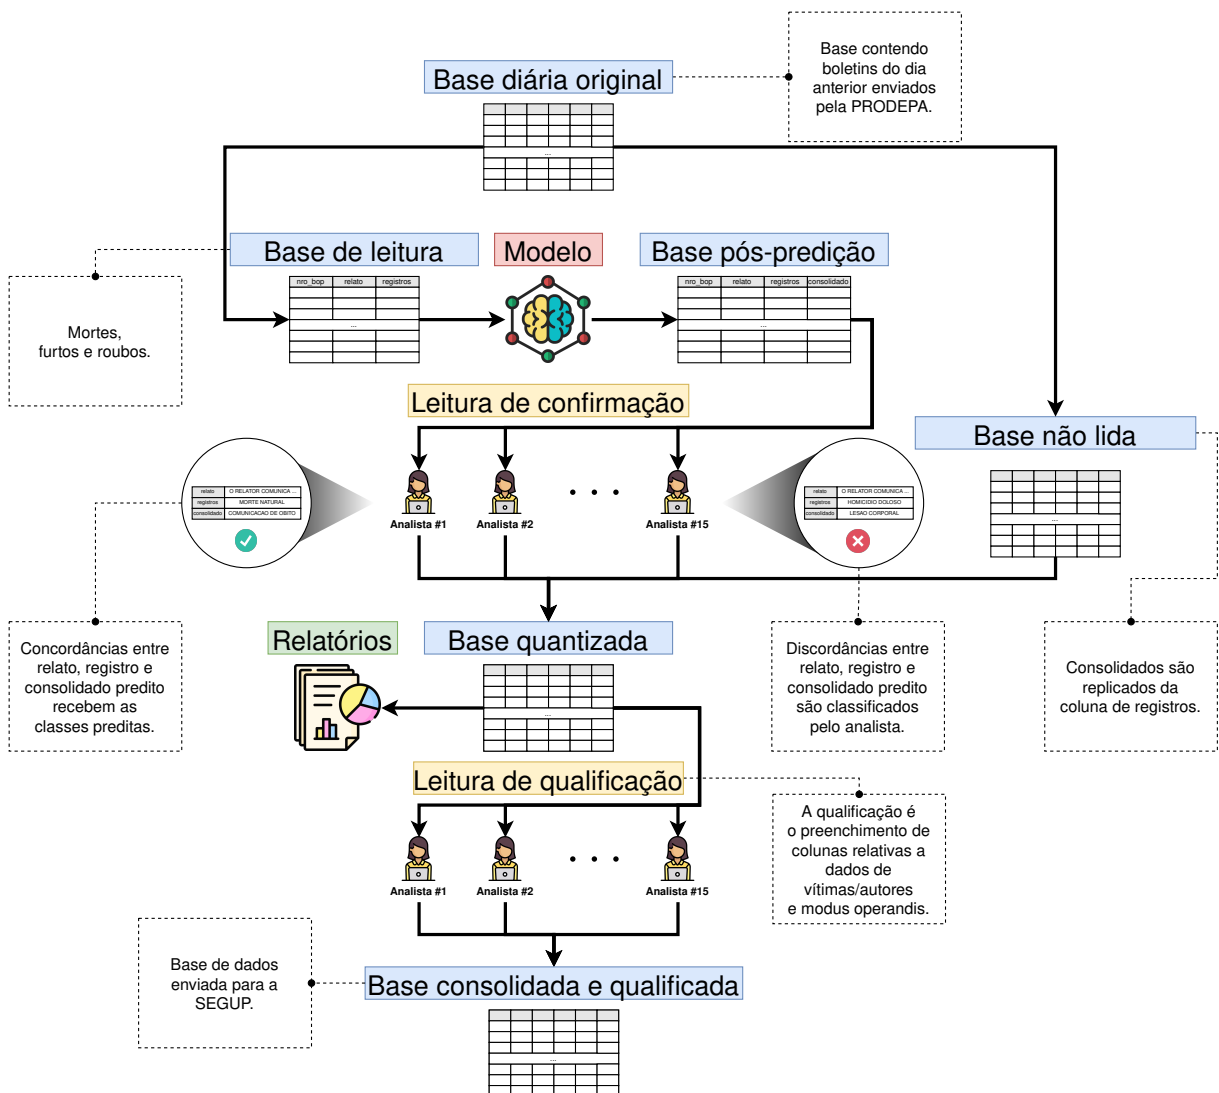 Base diária original
Base contendo
boletins do dia
anterior enviados
pela PRODEPA.
...
Base de leitura
Modelo
Base pós-predição
nro_bop relato registros
...
nro_bop relato registros consolidado
...
Mortes,
furtos e roubos.
Leitura de confirmação
Base não lida
...
relato O RELATOR COMUNICA ...
registros MORTE NATURAL
consolidado COMUNICACAO DE OBITO
Analista #1
Analista #2
Analista #15
relato O RELATOR COMUNICA ...
registros HOMICIDIO DOLOSO
consolidado LESAO CORPORAL
Concordâncias entre
relato, registro e
consolidado predito
recebem as
classes preditas.
Relatórios
Base quantizada
...
Discordâncias entre
relato, registro e
consolidado predito
são classificados
pelo analista.
Consolidados são
replicados da
coluna de registros.
Leitura de qualificação
A qualificação é
o preenchimento de
colunas relativas a
dados de
vítimas/autores
e modus operandis.
Analista #1
Analista #2
Analista #15
Base de dados
enviada para a
SEGUP.
Base consolidada e qualificada
...